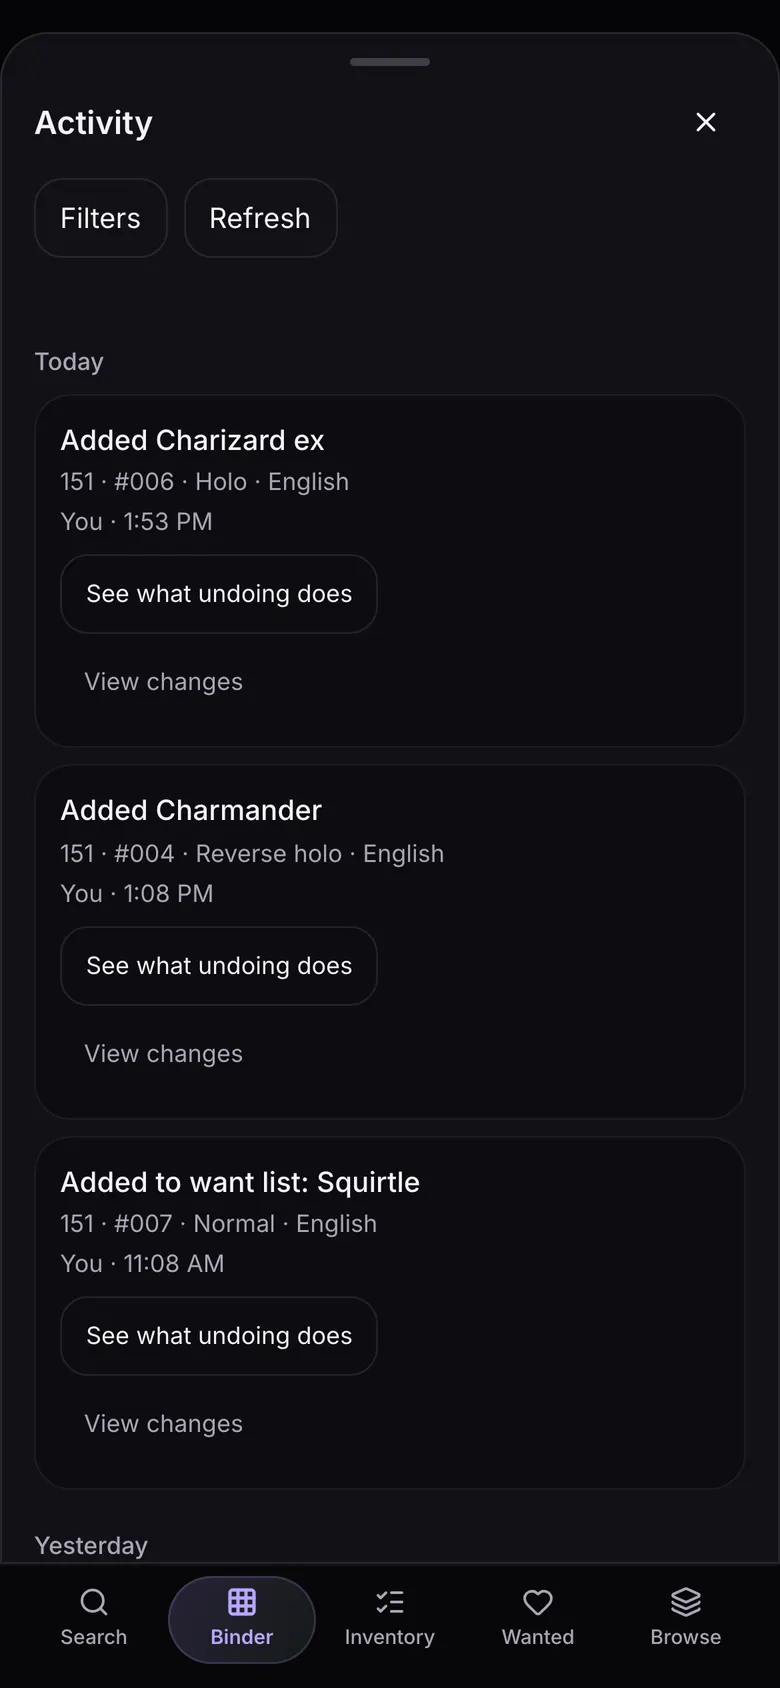 Activity
Filters
Refresh
Today
Added Charizard ex
151 · #006 · Holo · English
You · 1:53 PM
See what undoing does
View changes
Added Charmander
151 · #004 · Reverse holo · English
You · 1:08 PM
See what undoing does
View changes
Added to want list: Squirtle
151 · #007 · Normal · English
You · 11:08 AM
See what undoing does
View changes
Yesterday
Search
Binder
Inventory
Wanted
Browse